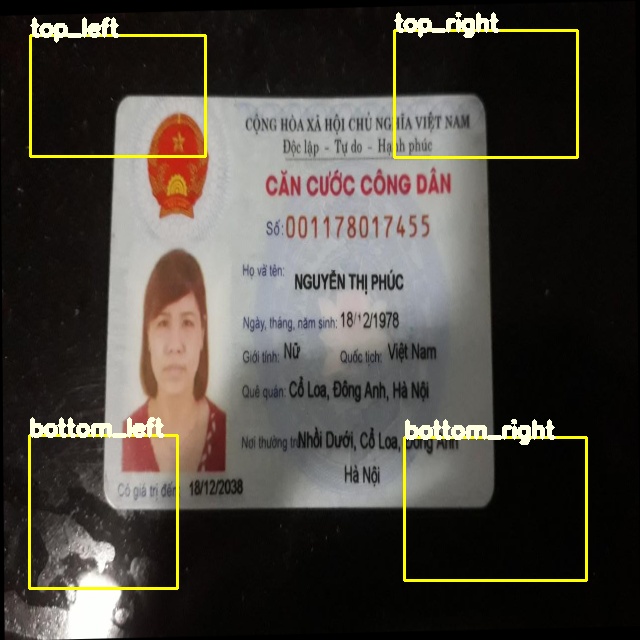 top_left
top_right
CỘNG HÒA XÃ HỘI CHỦ NGHĨA VIỆT NAM
Độc lập - Tự do - Hạnh phúc
CĂN CƯỚC CÔNG DÂN
Số: 001178017455
Họ và tên:
NGUYỄN THỊ PHÚC
Ngày, tháng, năm sinh: 18/12/1978
Giới tính: Nữ Quốc tịch: Việt Nam
Quê quán: Cổ Loa, Đông Anh, Hà Nội
bottom_left
bottom_right
Nơi thường trú: Nhồi Dưới, Cổ Loa, Đông Anh
Hà Nội
Có giá trị đến: 18/12/2038